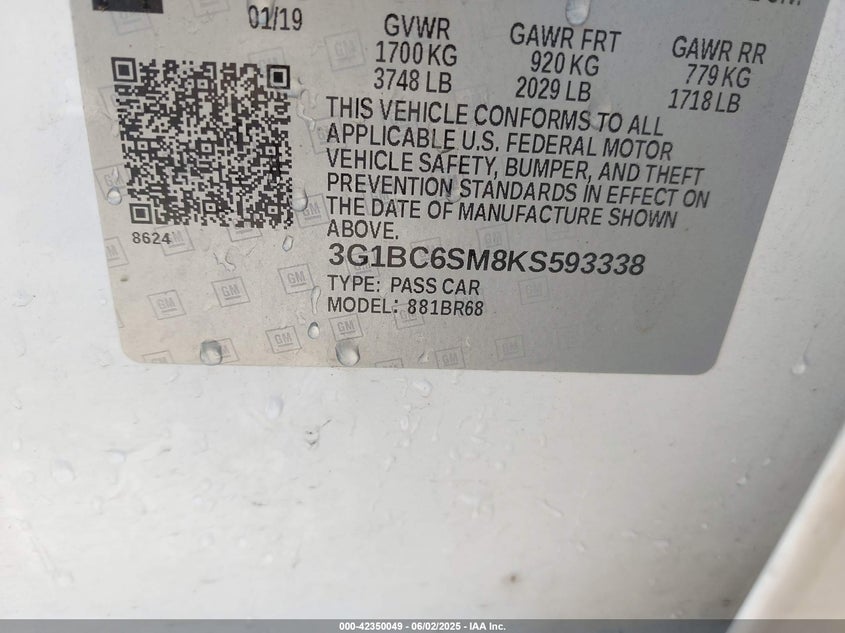 01/19
GVWR
1700 KG
3748 LB
GAWR FRT
920 KG
2029 LB
GAWR RR
779 KG
1718 LB
THIS VEHICLE CONFORMS TO ALL
APPLICABLE U.S. FEDERAL MOTOR
VEHICLE SAFETY, BUMPER, AND THEFT
PREVENTION STANDARDS IN EFFECT ON
THE DATE OF MANUFACTURE SHOWN
ABOVE.
8624
3G1BC6SM8KS593338
TYPE: PASS CAR
MODEL: 881BR68
GM
000-42350049 - 06/02/2025 - IAA Inc.